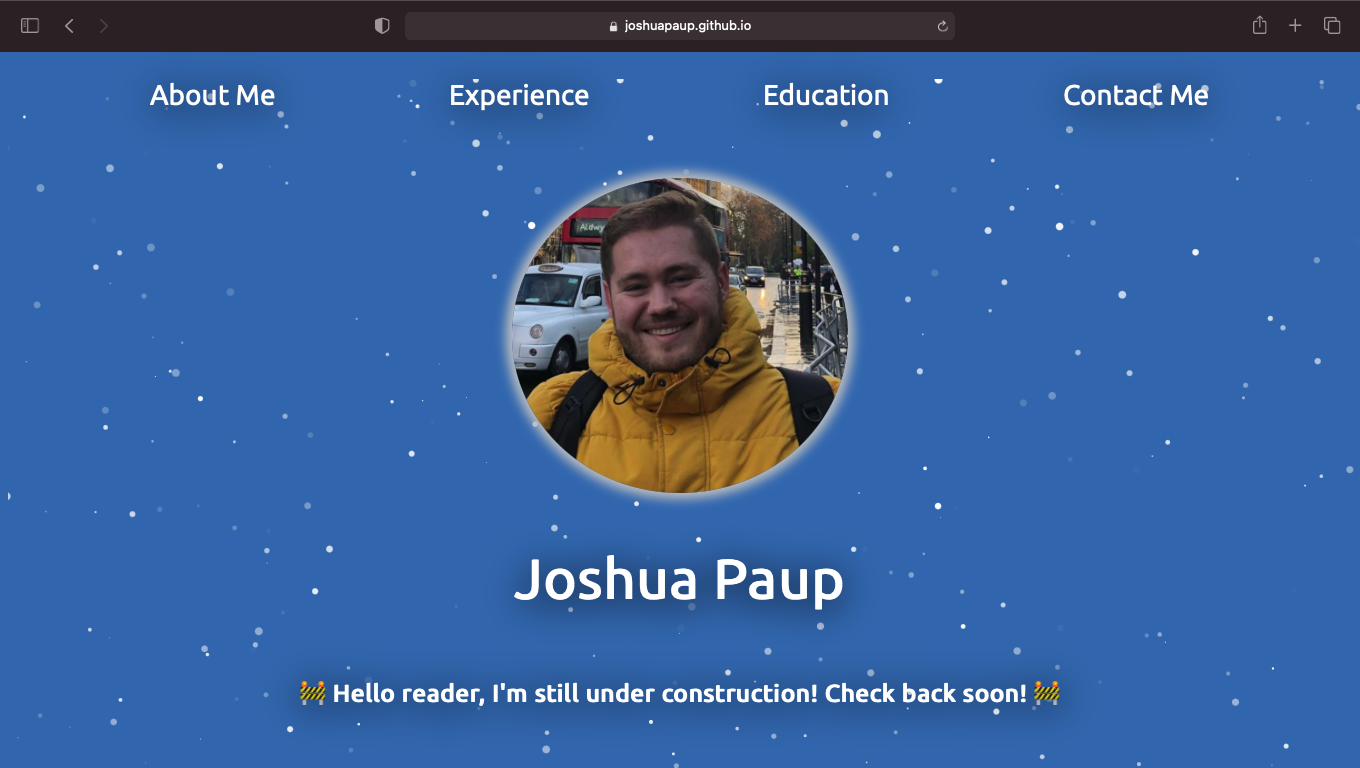 joshuapaup.github.io
About Me Experience Education Contact Me
Aldwy
Joshua Paup
🚧 Hello reader, I'm still under construction! Check back soon! 🚧